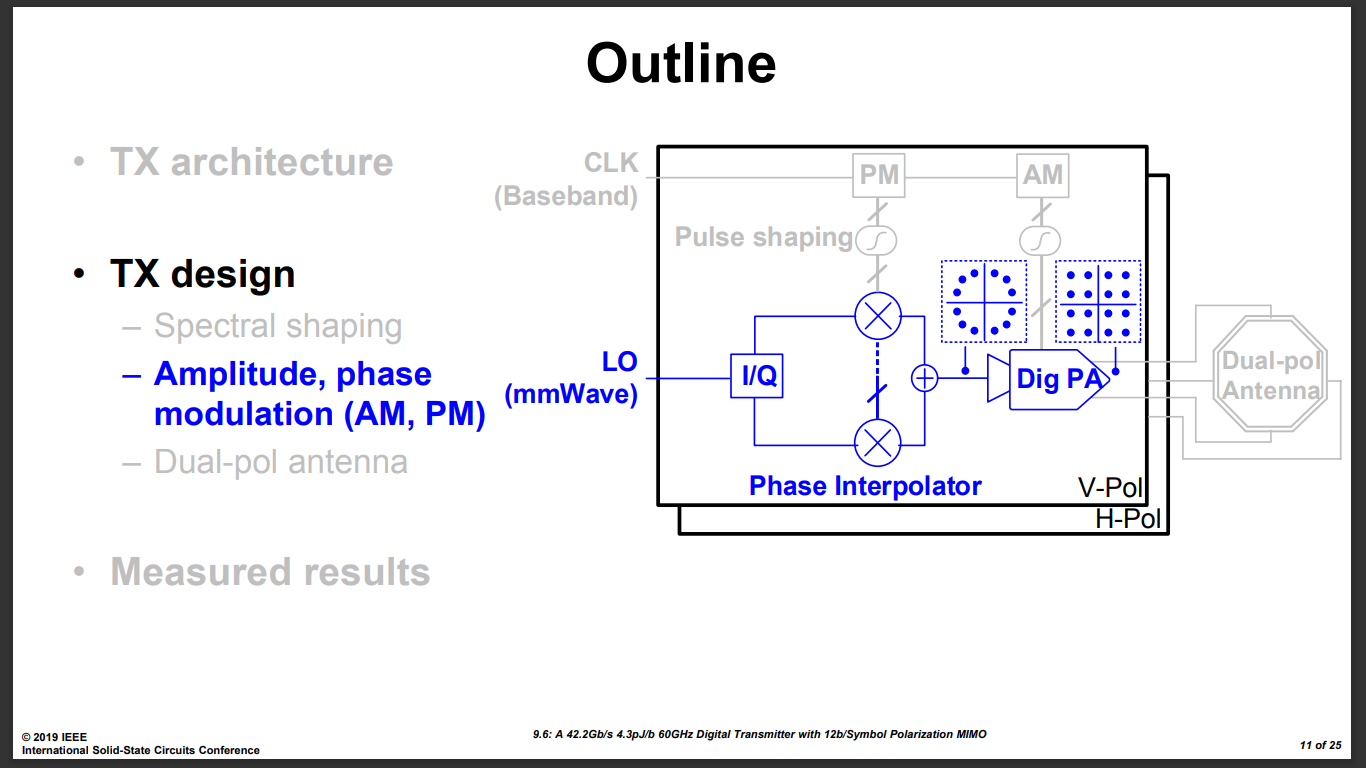 Outline
• TX architecture
• TX design
– Spectral shaping
– Amplitude, phase
modulation (AM, PM)
– Dual-pol antenna
• Measured results
CLK
(Baseband)
PM
AM
Pulse shaping
LO
(mmWave)
I/Q
Dig PA
Dual-pol
Antenna
Phase Interpolator
V-Pol
H-Pol
© 2019 IEEE
International Solid-State Circuits Conference
9.6: A 42.2Gb/s 4.3pJ/b 60GHz Digital Transmitter with 12b/Symbol Polarization MIMO
11 of 25